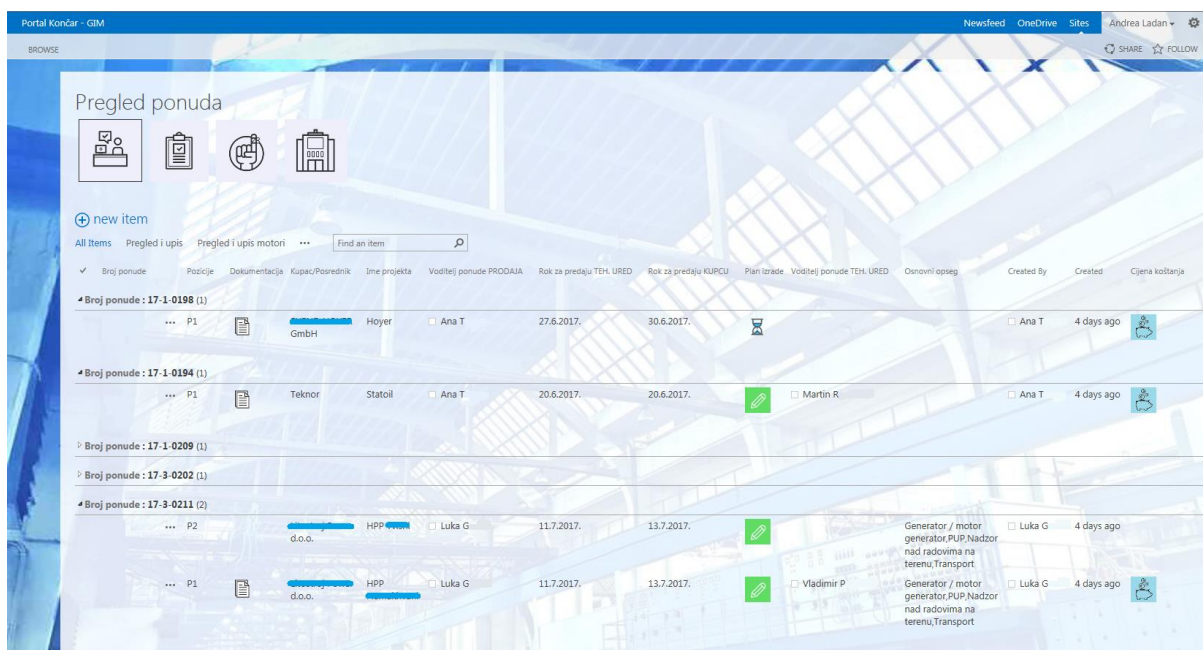 Portal Končar - GIM
Newsfeed OneDrive Sites Andrea Ladan
BROWSE
SHARE FOLLOW
Pregled ponuda
new item
All Items Pregled i upis Pregled i upis motori ... Find an item
Broj ponude Pozicije Dokumentacija Kupac/Posrednik Ime projekta Voditelj ponude PRODAJA Rok za predaju TEH. URED Rok za predaju KUPCU Plan izrade Voditelj ponude TEH. URED Osnovni opseg Created By Created Cijena koštanja
Broj ponude : 17-1-0198 (1)
... P1 Hoyer Ana T 27.6.2017. 30.6.2017. Ana T 4 days ago
GmbH
Broj ponude : 17-1-0194 (1)
... P1 Teknor Statoil Ana T 20.6.2017. 20.6.2017. Martin R Ana T 4 days ago
Broj ponude : 17-1-0209 (1)
Broj ponude : 17-3-0202 (1)
Broj ponude : 17-3-0211 (2)
... P2 HPP Luka G 11.7.2017. 13.7.2017. Generator / motor Luka G 4 days ago
d.o.o. generator,PUP,Nadzor
nad radovima na
terenu,Transport
... P1 HPP Luka G 11.7.2017. 13.7.2017. Vladimir P Generator / motor Luka G 4 days ago
d.o.o. generator,PUP,Nadzor
nad radovima na
terenu,Transport